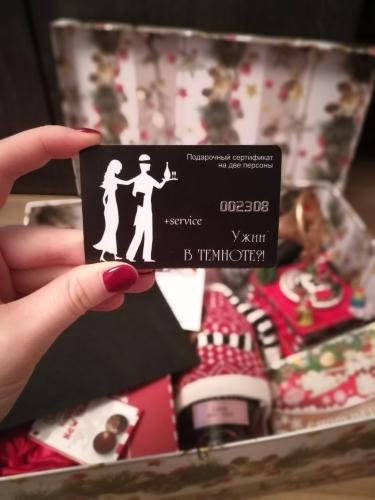 Подарочный сертификат
на две персоны
002308
+service
Ужин
В ТЕМНОТЕ?!